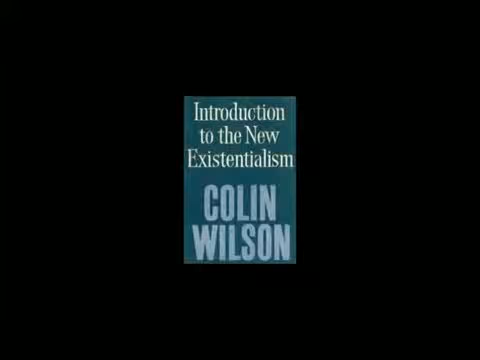 Introduction
to the New
Existentialism
COLIN
WILSON